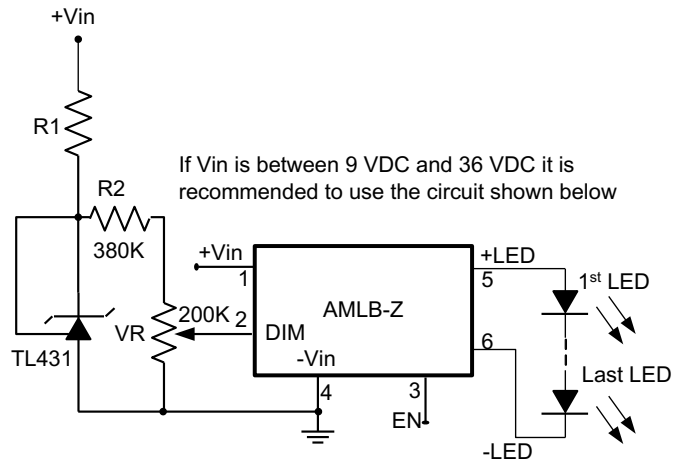 +Vin
R1
If Vin is between 9 VDC and 36 VDC it is
recommended to use the circuit shown below
R2
380K
+Vin
1
+LED
5
1st LED
200K
2
DIM
AMLB-Z
VR
-Vin
6
TL431
4
3
EN
Last LED
-LED